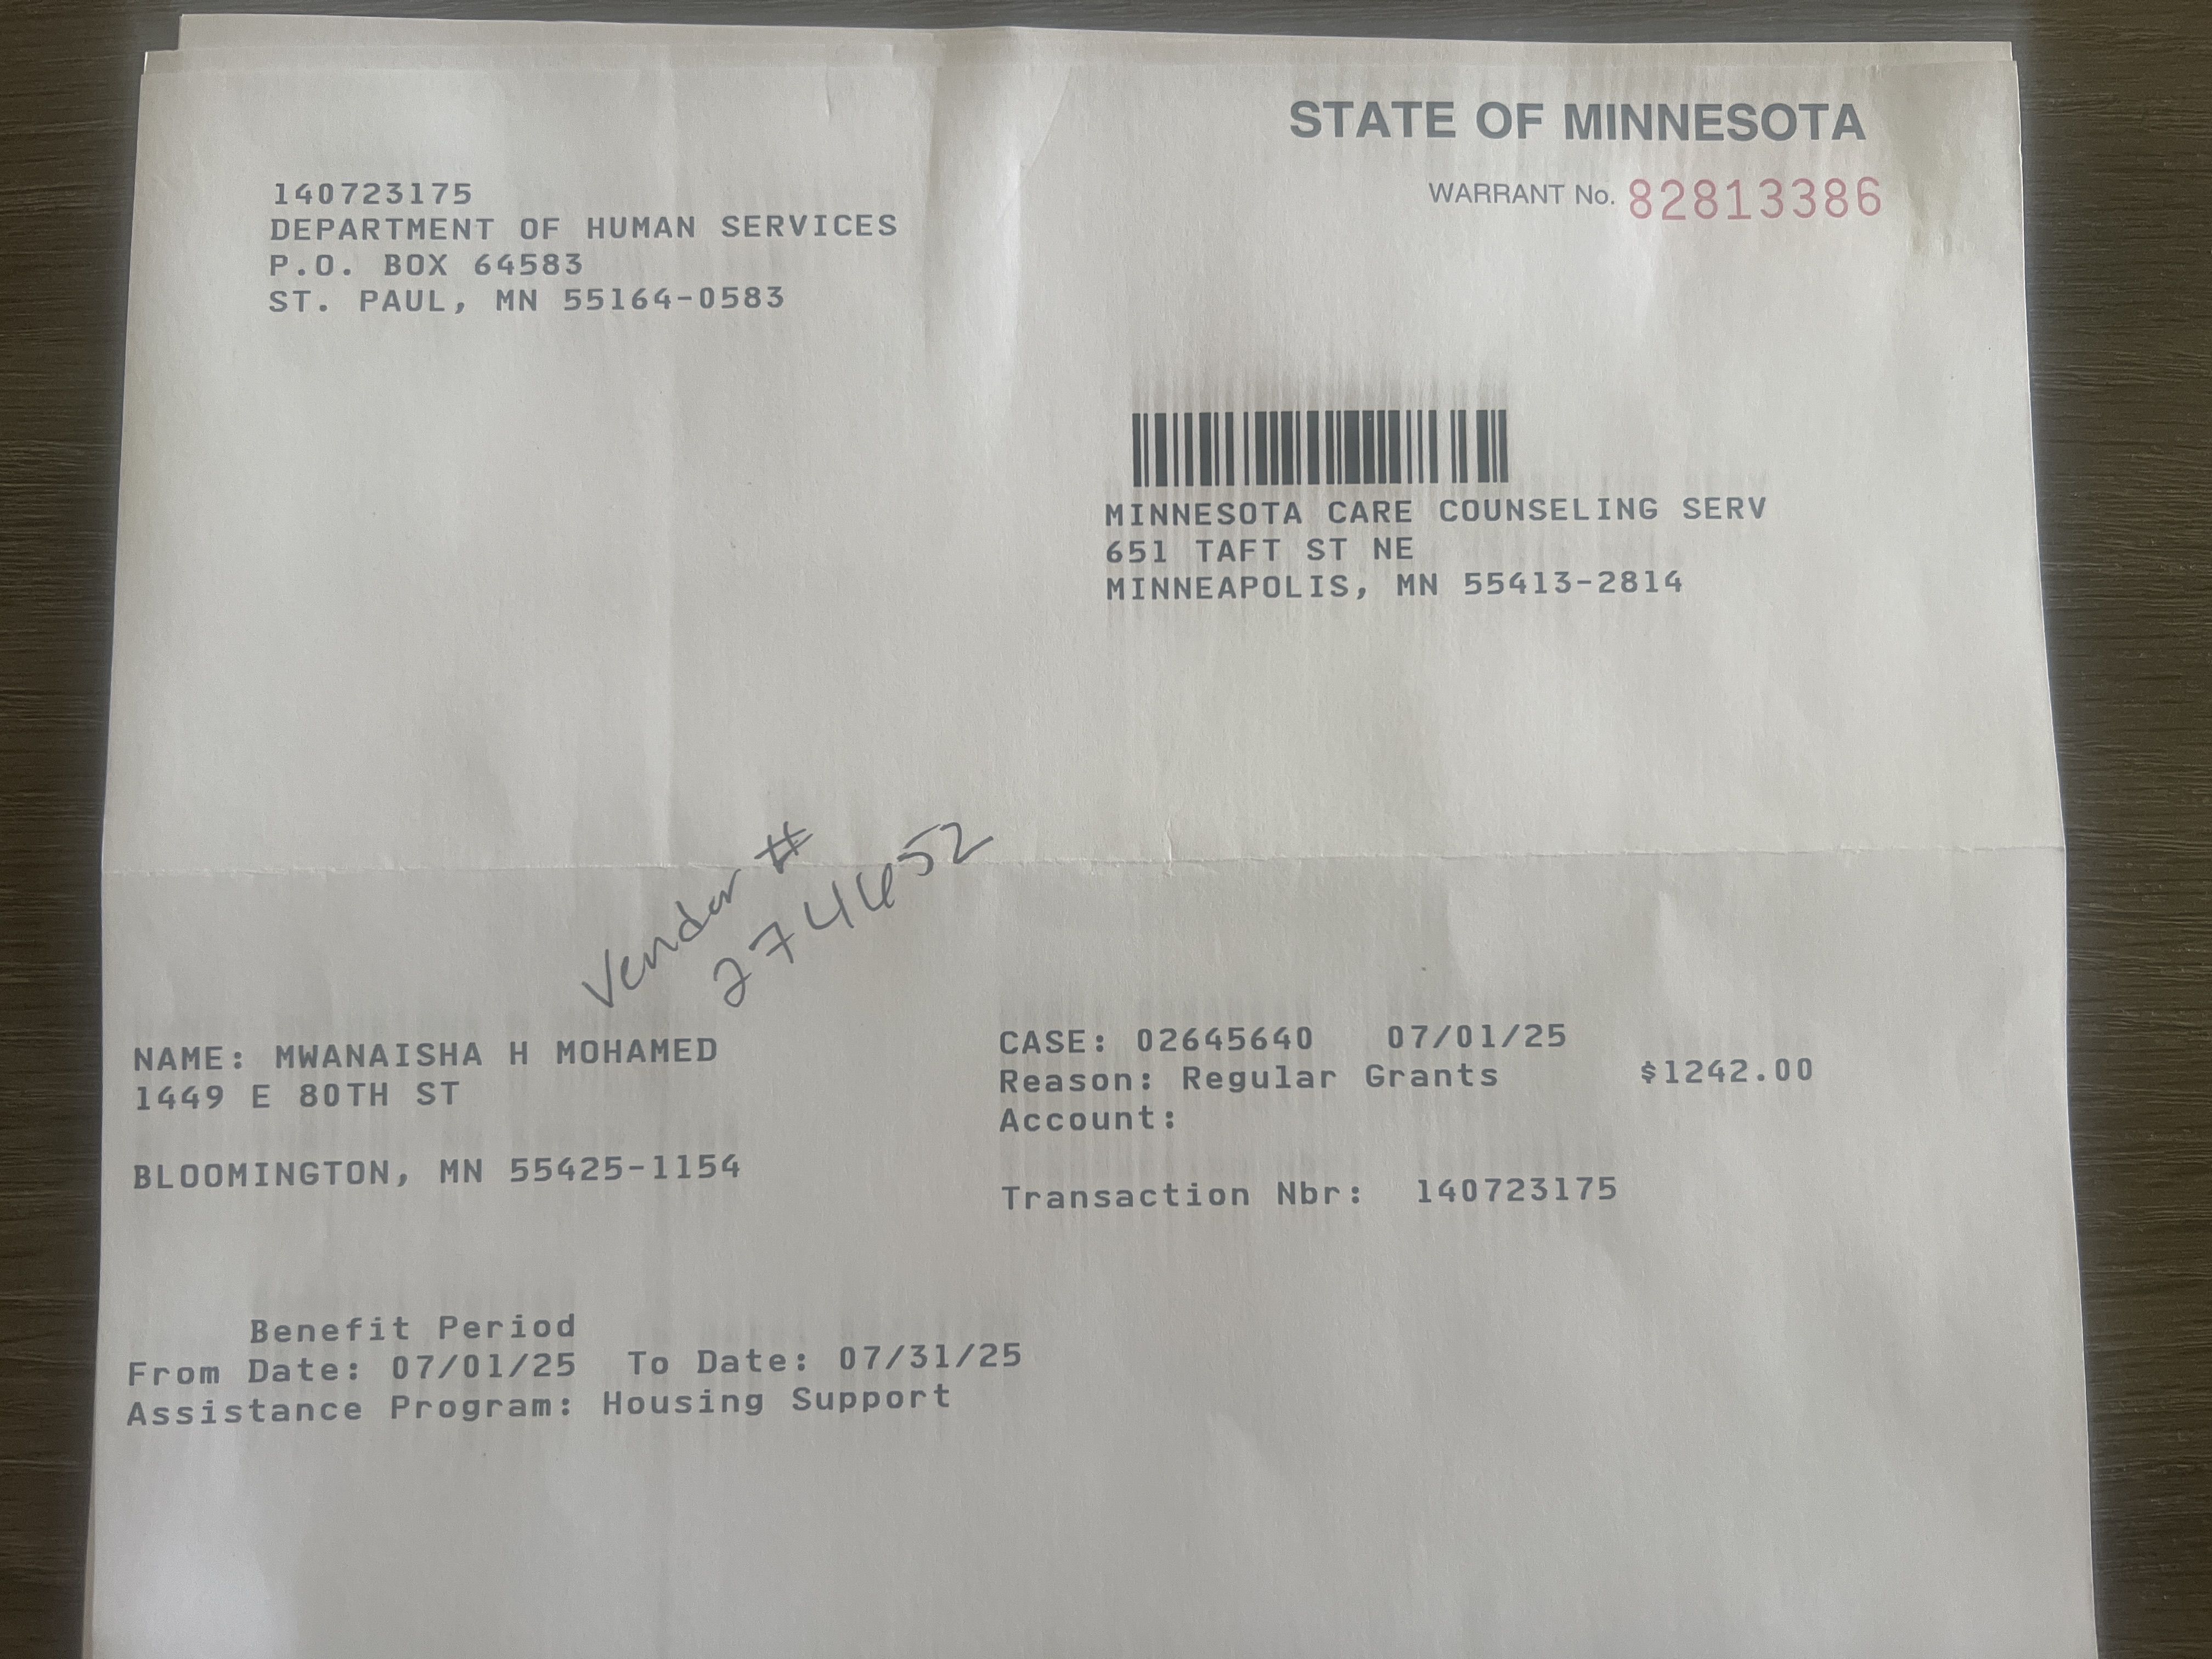 STATE OF MINNESOTA
WARRANT No. 82813386
140723175
DEPARTMENT OF HUMAN SERVICES
P.O. BOX 64583
ST. PAUL, MN 55164-0583
MINNESOTA CARE COUNSELING SERV
651 TAFT ST NE
MINNEAPOLIS, MN 55413-2814
Vendor #
274452
NAME: MWANAISHA H MOHAMED
1449 E 80TH ST
BLOOMINGTON, MN 55425-1154
CASE: 02645640 07/01/25
Reason: Regular Grants $1242.00
Account:
Transaction Nbr: 140723175
Benefit Period
From Date: 07/01/25 To Date: 07/31/25
Assistance Program: Housing Support